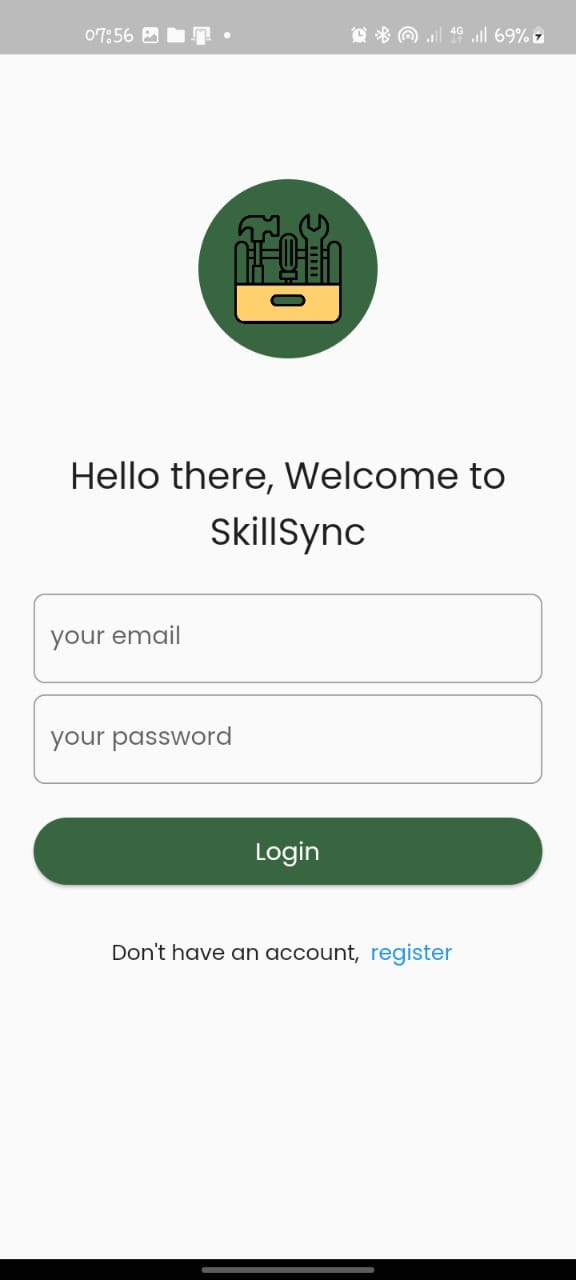 07:56 4G 69%
Hello there, Welcome to
SkillSync
your email
your password
Login
Don't have an account, register